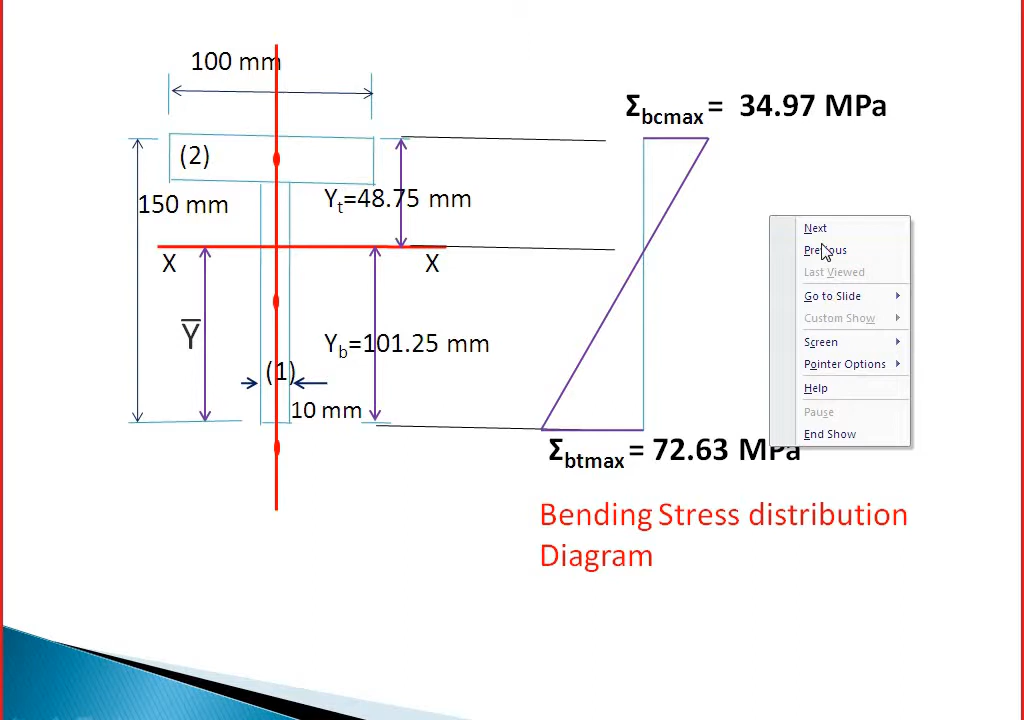 100 mm
Σbcmax = 34.97 MPa
(2)
150 mm
Yt=48.75 mm
X
X
Y̅
Yb=101.25 mm
(1)
10 mm
Σbtmax = 72.63 MPa
Bending Stress distribution
Diagram
Next
Previous
Last Viewed
Go to Slide
Custom Show
Screen
Pointer Options
Help
Pause
End Show